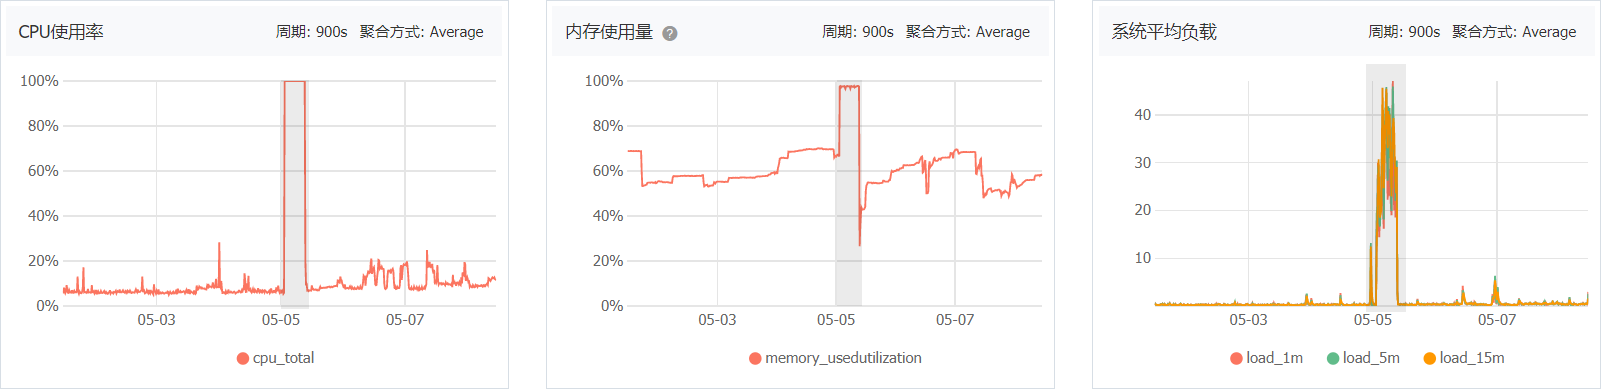 CPU使用率 周期: 900s 聚合方式: Average
100%
80%
60%
40%
20%
0%
05-03 05-05 05-07
cpu_total
内存使用量 ? 周期: 900s 聚合方式: Average
100%
80%
60%
40%
20%
0%
05-03 05-05 05-07
memory_usedutilization
系统平均负载 周期: 900s 聚合方式: Average
40
30
20
10
05-03 05-05 05-07
load_1m load_5m load_15m